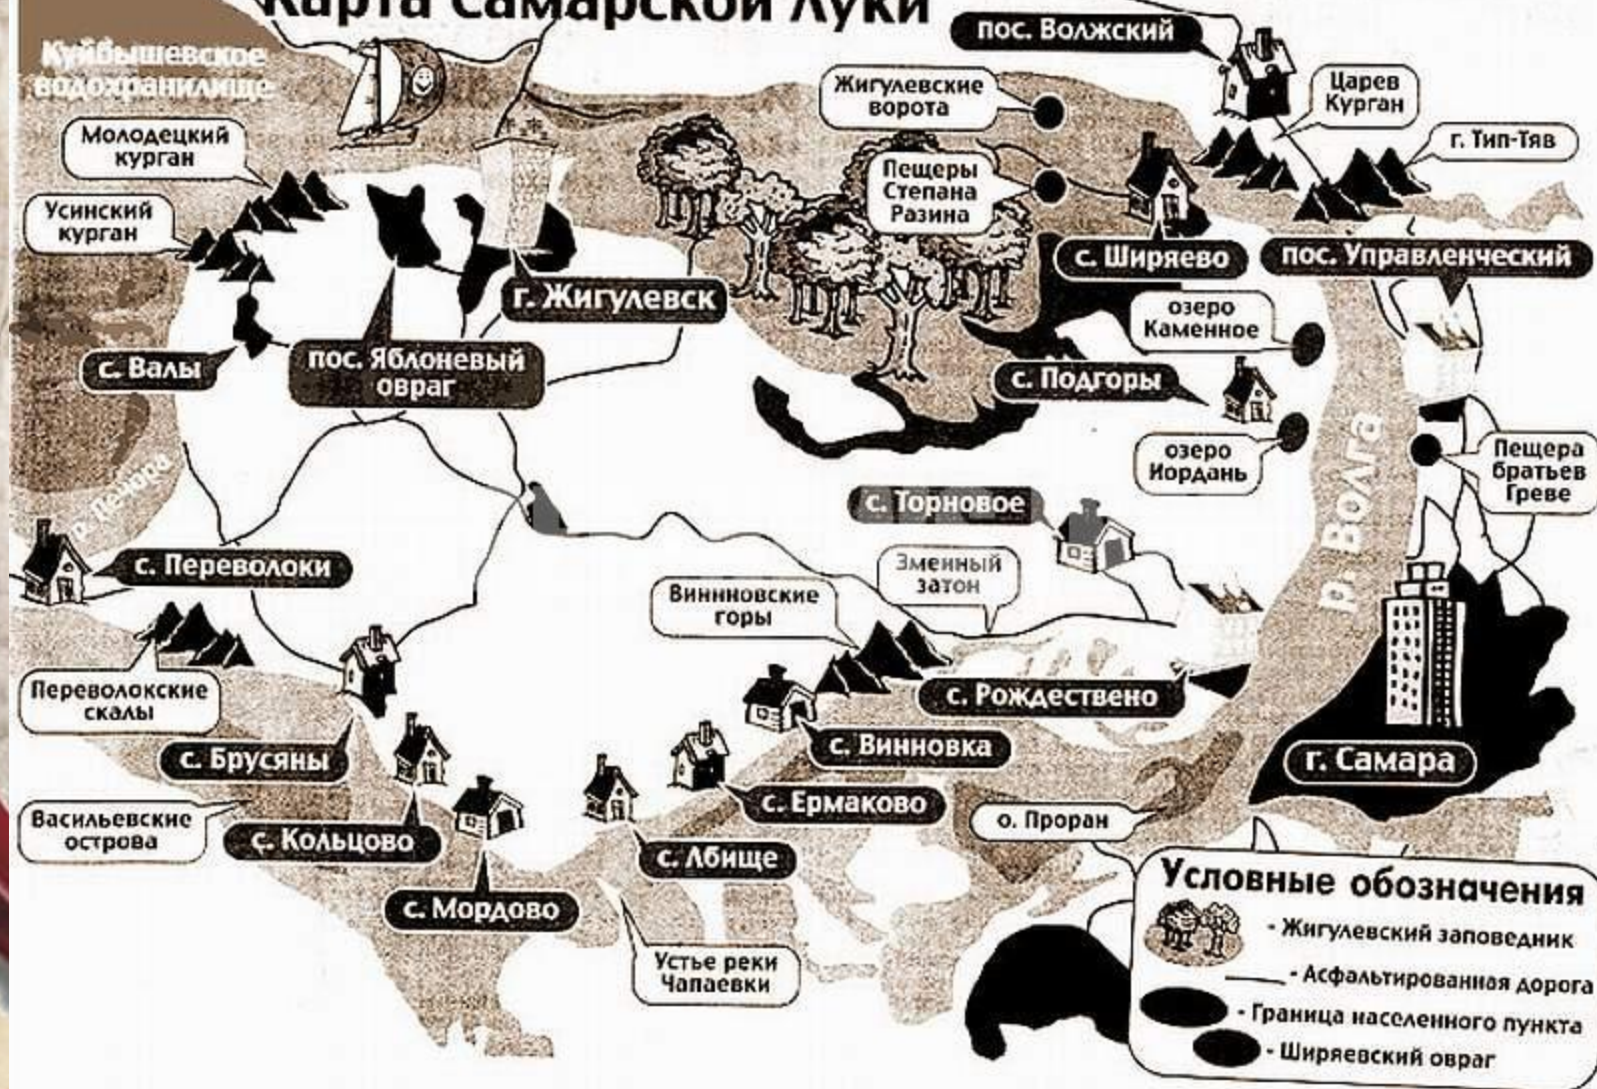 Карта Самарской Луки
Куйбышевское
водохранилище
пос. Волжский
Жигулевские
ворота
Царев
Курган
Молодецкий
курган
г. Тип-Тяв
Пещеры
Степана
Разина
Усинский
курган
с. Ширяево
пос. Управленческий
г. Жигулевск
озеро
Каменное
с. Валы
пос. Яблоневый
овраг
с. Подгоры
р. Волга
озеро
Иордань
Пещера
братьев
Греве
р. Печора
с. Торновое
с. Переволоки
Змеиный
затон
Виннновские
горы
Переволокские
скалы
с. Рождествено
с. Брусяны
с. Винновка
г. Самара
Васильевские
острова
с. Кольцово
с. Ермаково
о. Проран
с. Лбище
с. Мордово
Устье реки
Чапаевки
Условные обозначения
- Жигулевский заповедник
- Асфальтированная дорога
- Граница населенного пункта
- Ширяевский овраг